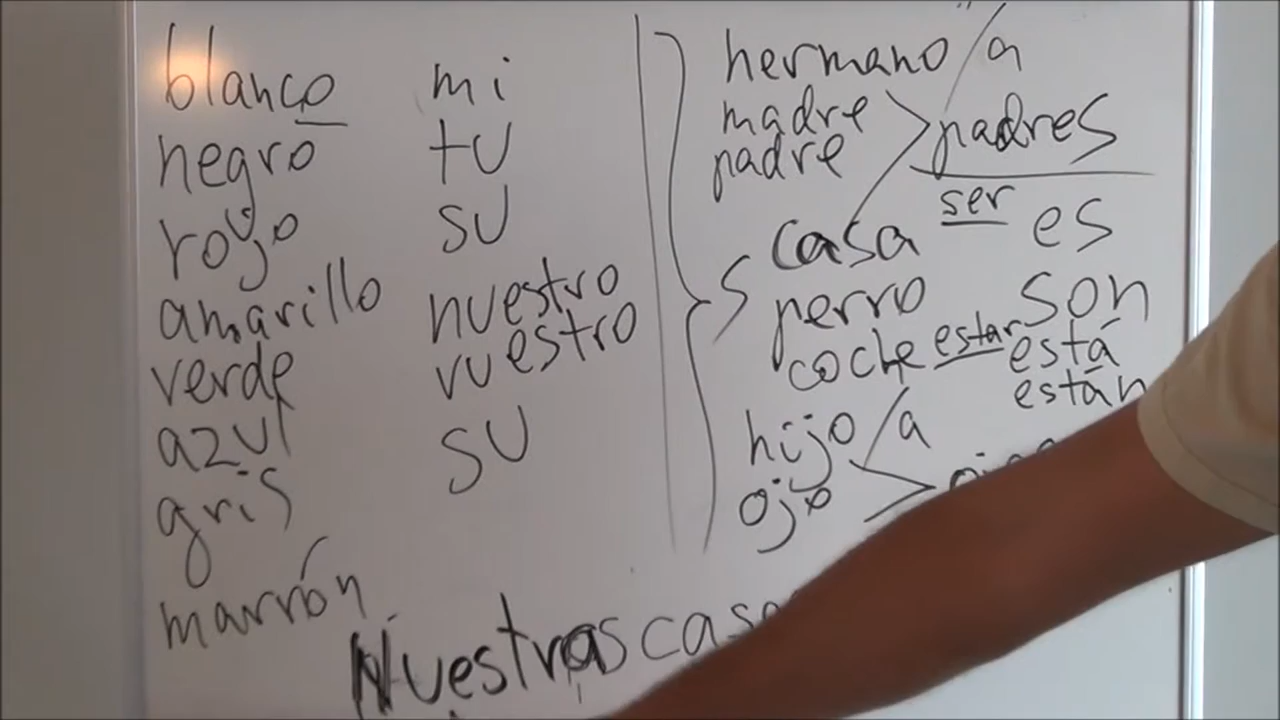 blanco mi
negro tu
rojo su
amarillo nuestro
verde vuestro
azul su
gris
marrón
hermano/a
madre
padre
padres
casa ser es
S perro son
coche estar está
están
hijo/a
ojo
Nuestras